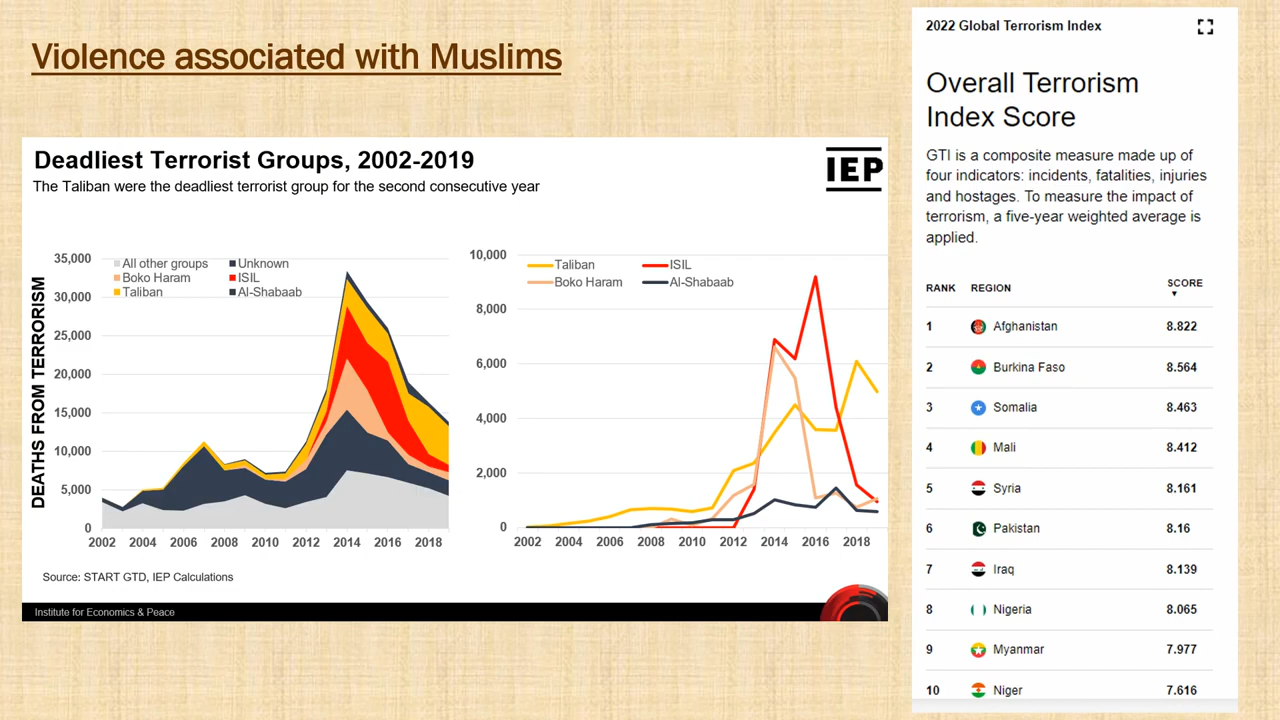 Violence associated with Muslims
Deadliest Terrorist Groups, 2002-2019
The Taliban were the deadliest terrorist group for the second consecutive year
IEP
DEATHS FROM TERRORISM
35,000
30,000
25,000
20,000
15,000
10,000
5,000
0
All other groups Unknown
Boko Haram ISIL
Taliban Al-Shabaab
2002 2004 2006 2008 2010 2012 2014 2016 2018
10,000
8,000
6,000
4,000
2,000
0
Taliban ISIL
Boko Haram Al-Shabaab
2002 2004 2006 2008 2010 2012 2014 2016 2018
Source: START GTD, IEP Calculations
Institute for Economics & Peace
2022 Global Terrorism Index
Overall Terrorism
Index Score
GTI is a composite measure made up of
four indicators: incidents, fatalities, injuries
and hostages. To measure the impact of
terrorism, a five-year weighted average is
applied.
RANK REGION SCORE
1 Afghanistan 8.822
2 Burkina Faso 8.564
3 Somalia 8.463
4 Mali 8.412
5 Syria 8.161
6 Pakistan 8.16
7 Iraq 8.139
8 Nigeria 8.065
9 Myanmar 7.977
10 Niger 7.616